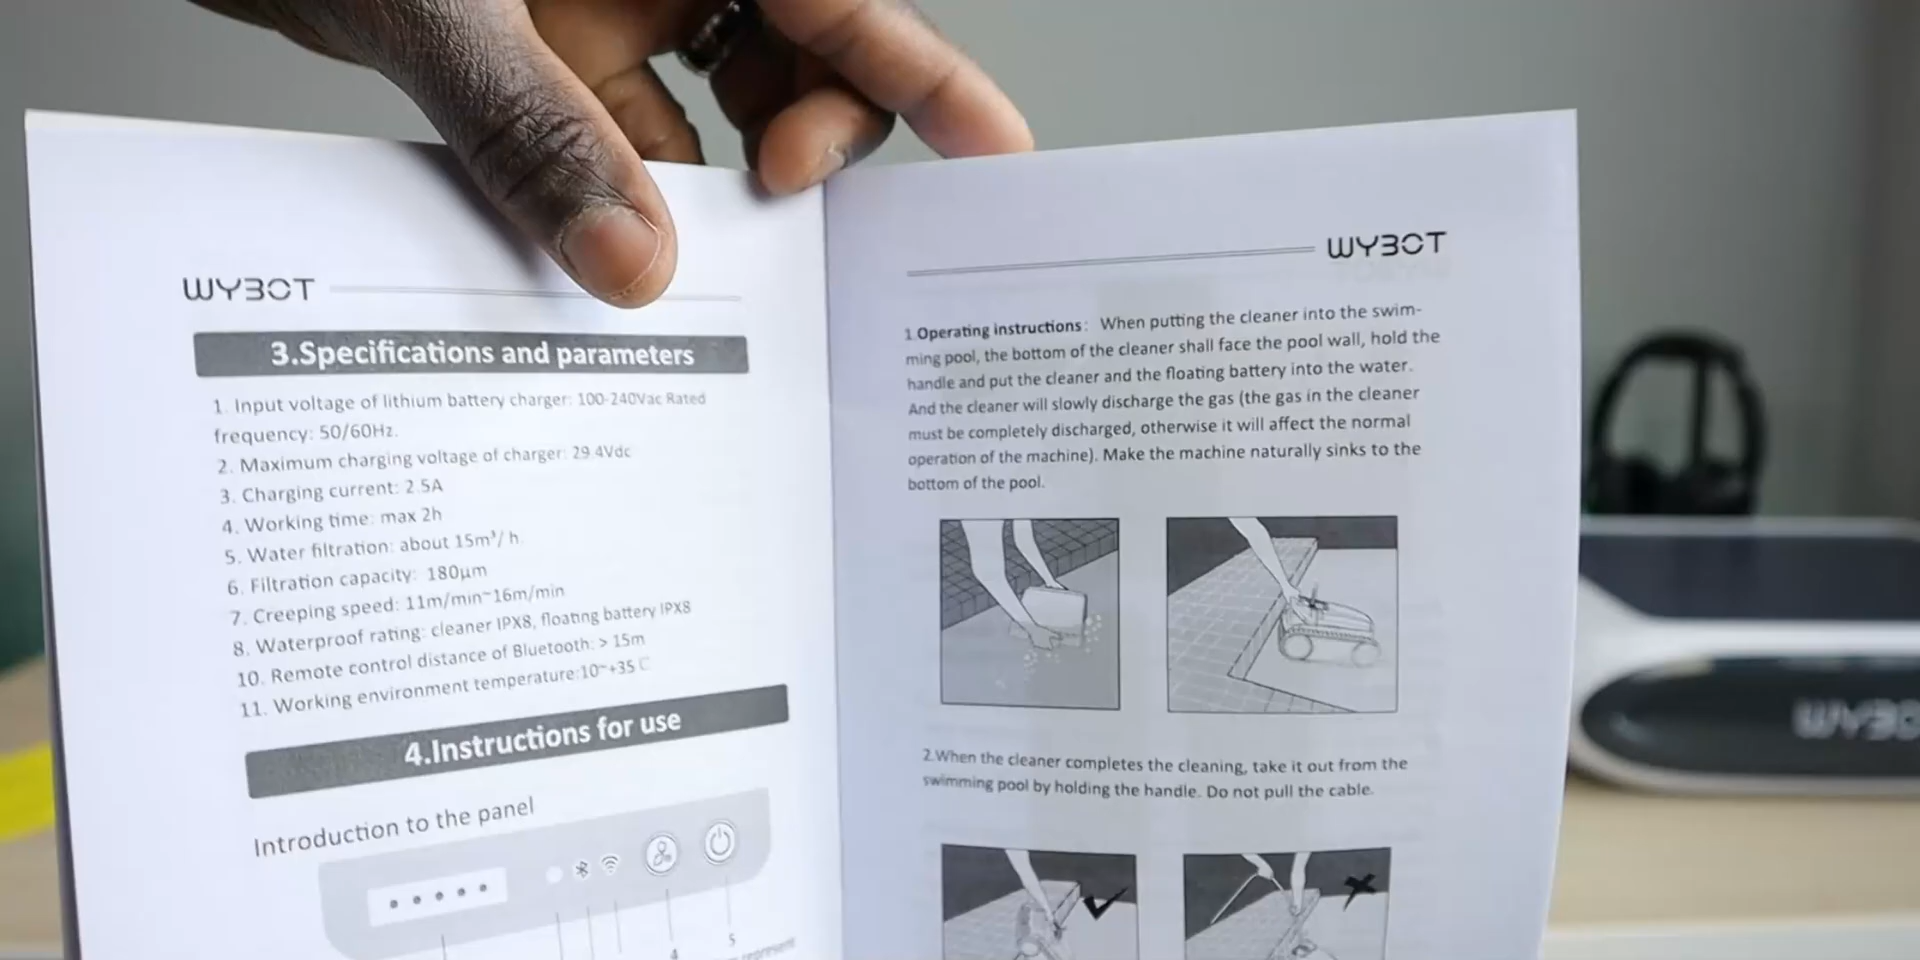 WYBOT
3.Specifications and parameters
1. Input voltage of lithium battery charger: 100-240Vac Rated
frequency: 50/60Hz.
2. Maximum charging voltage of charger: 29.4Vdc
3. Charging current: 2.5A
4. Working time: max 2h
5. Water filtration: about 15m³/ h
6. Filtration capacity: 180μm
7. Creeping speed: 11m/min~16m/min
8. Waterproof rating: cleaner IPX8, floating battery IPX8
10. Remote control distance of Bluetooth: > 15m
11. Working environment temperature:10~+35 C
4.Instructions for use
Introduction to the panel
4
5
represent
WYBOT
1.Operating instructions: When putting the cleaner into the swim-
ming pool, the bottom of the cleaner shall face the pool wall, hold the
handle and put the cleaner and the floating battery into the water.
And the cleaner will slowly discharge the gas (the gas in the cleaner
must be completely discharged, otherwise it will affect the normal
operation of the machine). Make the machine naturally sinks to the
bottom of the pool.
2.When the cleaner completes the cleaning, take it out from the
swimming pool by holding the handle. Do not pull the cable.
WYBO